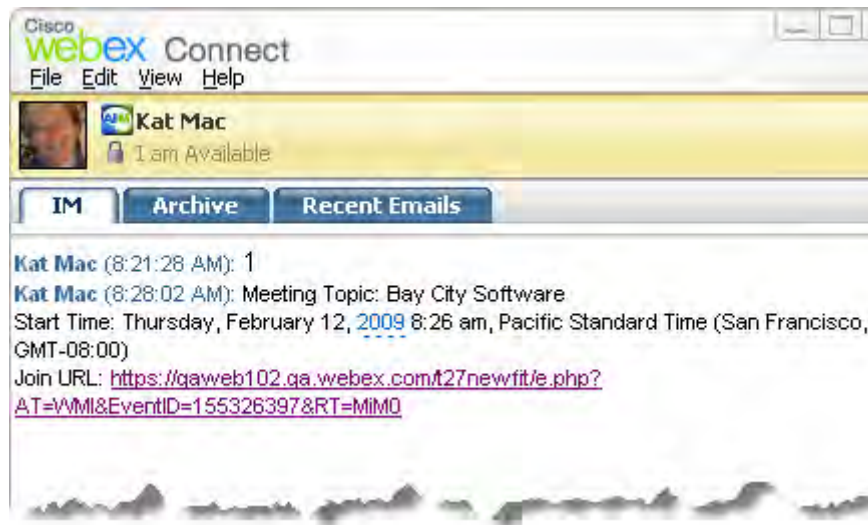 Cisco
webex Connect
File Edit View Help
Kat Mac
I am Available
IM Archive Recent Emails
Kat Mac (8:21:28 AM): 1
Kat Mac (8:28:02 AM): Meeting Topic: Bay City Software
Start Time: Thursday, February 12, 2009 8:26 am, Pacific Standard Time (San Francisco,
GMT-08:00)
Join URL: https://qaweb102.qa.webex.com/t27newfit/e.php?
AT=WMI&EventID=155326397&RT=MiM0